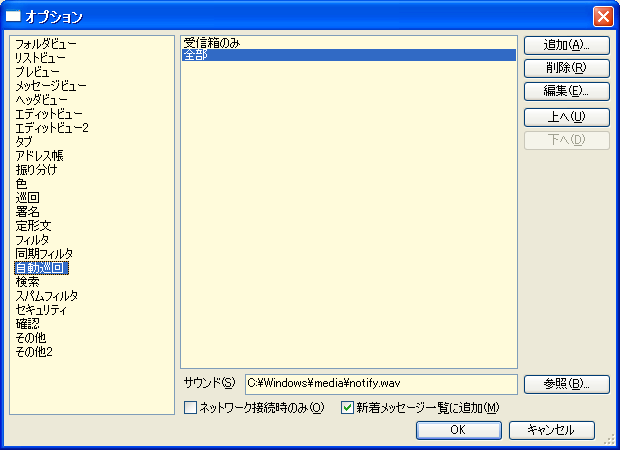 オプション
フォルダビュー
リストビュー
プレビュー
メッセージビュー
ヘッダビュー
エディットビュー
エディットビュー2
タブ
アドレス帳
振り分け
色
巡回
署名
定形文
フィルタ
同期フィルタ
自動巡回
検索
スパムフィルタ
セキュリティ
確認
その他
その他2
受信箱のみ
全部
追加(A)...
削除(R)
編集(E)...
上へ(U)
下へ(D)
サウンド(S)
C:¥Windows¥media¥notify.wav
参照(B)...
ネットワーク接続時のみ(O)
新着メッセージ一覧に追加(M)
OK
キャンセル